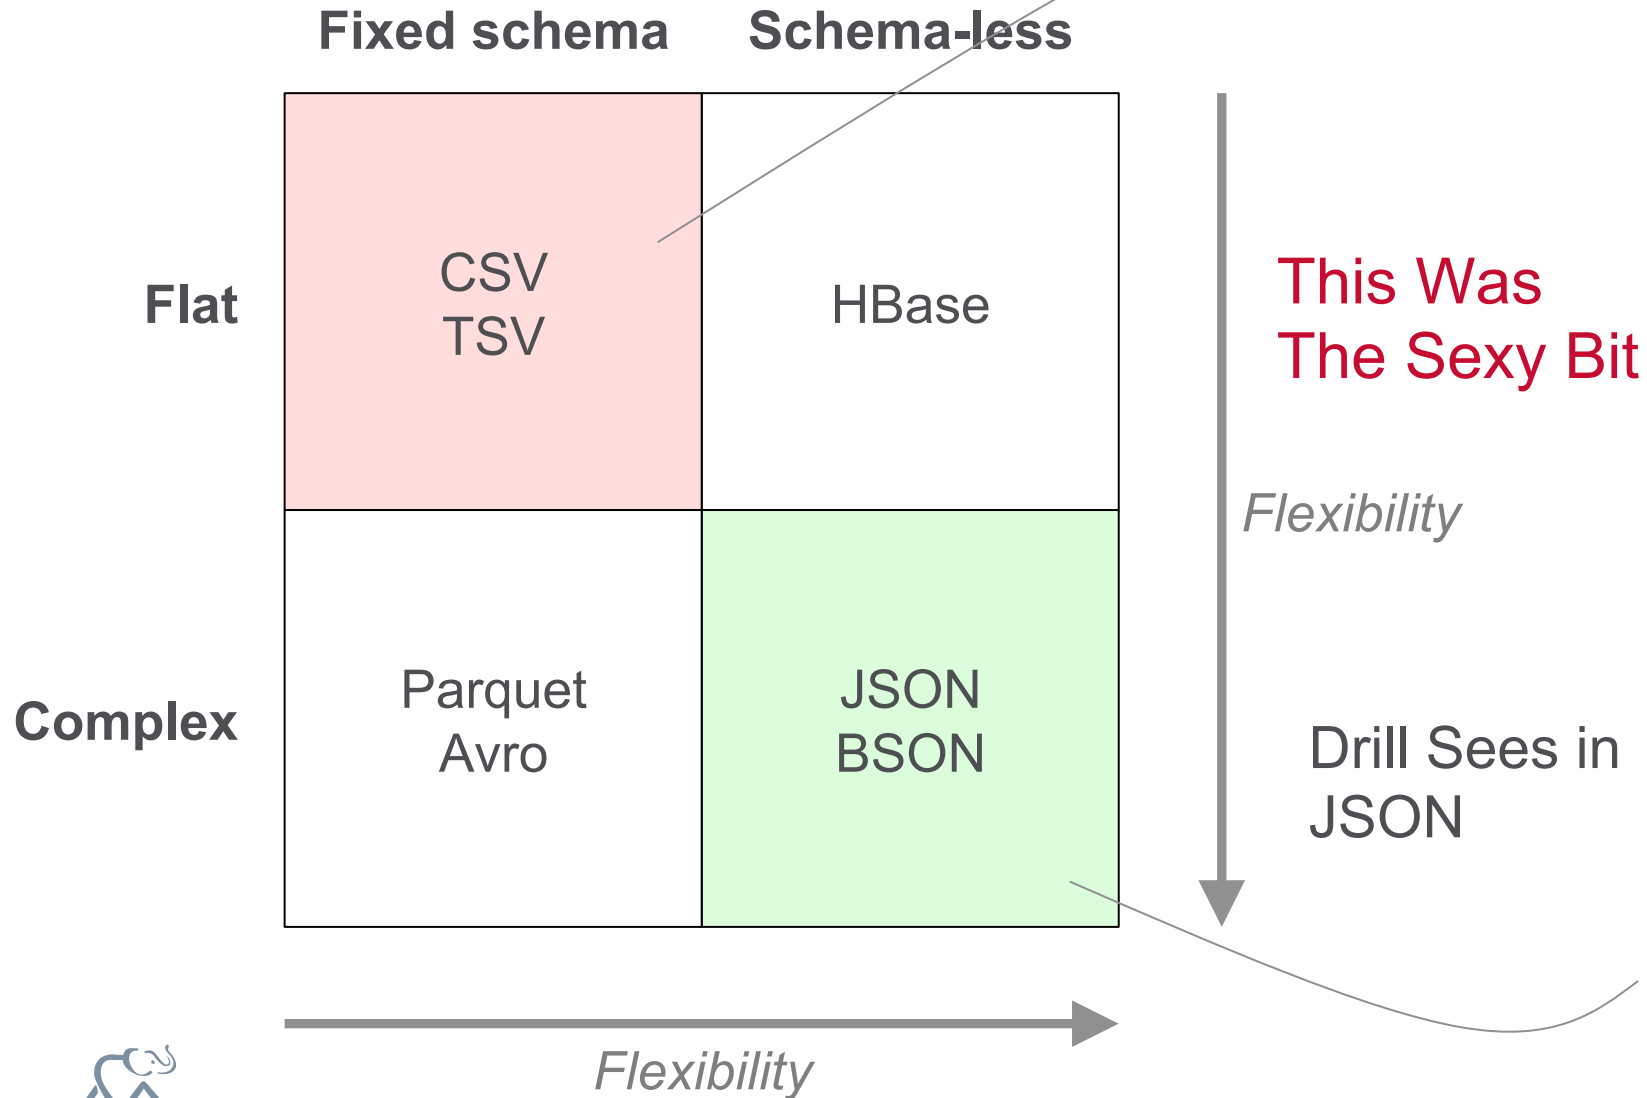 Fixed schema
Schema-less
Flat
CSV
TSV
HBase
This Was
The Sexy Bit
Flexibility
Complex
Parquet
Avro
JSON
BSON
Drill Sees in
JSON
Flexibility